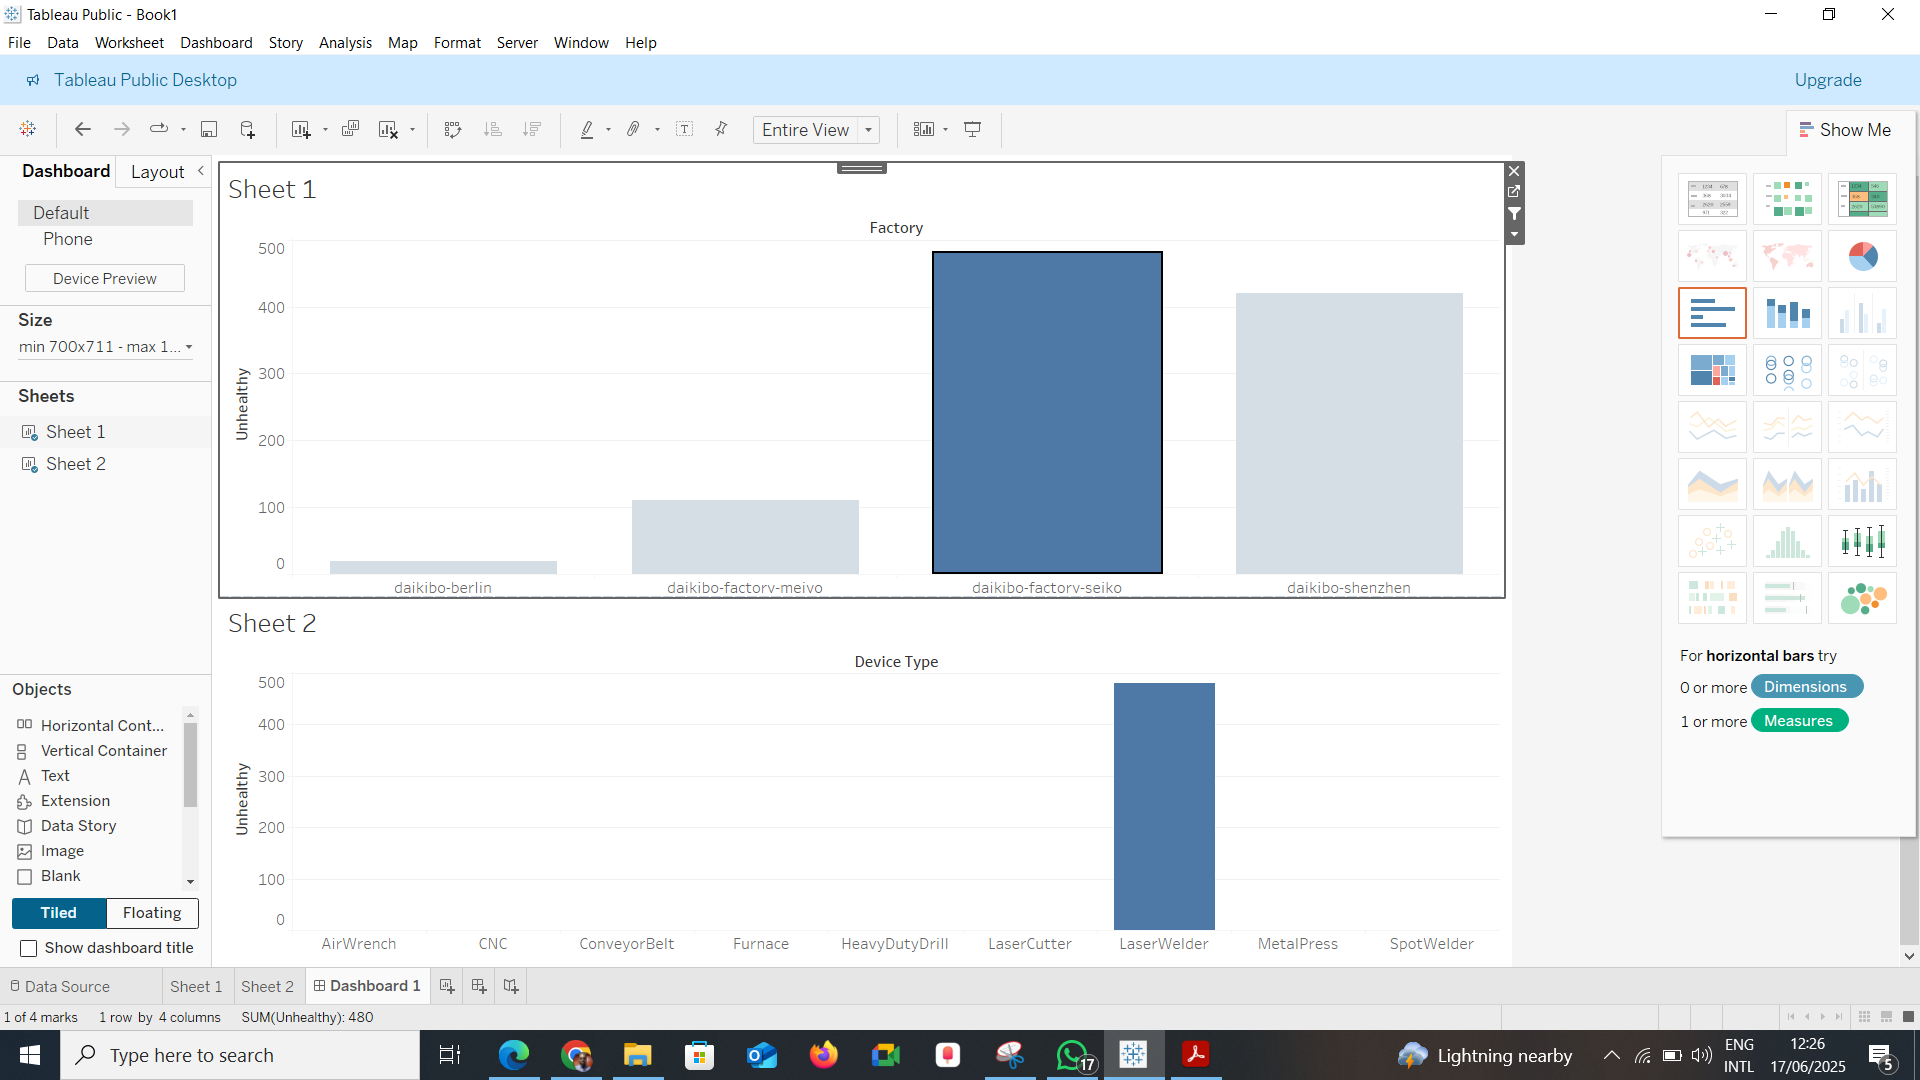 Tableau Public - Book1
File Data Worksheet Dashboard Story Analysis Map Format Server Window Help
Tableau Public Desktop
Upgrade
Entire View
Show Me
Dashboard
Layout
Default
Phone
Device Preview
Size
min 700x711 - max 1...
Sheets
Sheet 1
Sheet 2
Objects
Horizontal Cont...
Vertical Container
Text
Extension
Data Story
Image
Blank
Tiled Floating
Show dashboard title
Sheet 1
Factory
500
400
300
200
100
0
Unhealthy
daikibo-berlin daikibo-factory-meiyo daikibo-factory-seiko daikibo-shenzhen
Sheet 2
Device Type
500
400
300
200
100
0
Unhealthy
AirWrench CNC ConveyorBelt Furnace HeavyDutyDrill LaserCutter LaserWelder MetalPress SpotWelder
For horizontal bars try
0 or more Dimensions
1 or more Measures
Data Source Sheet 1 Sheet 2 Dashboard 1
1 of 4 marks 1 row by 4 columns SUM(Unhealthy): 480
Type here to search
17
Lightning nearby
ENG
INTL
12:26
17/06/2025
5